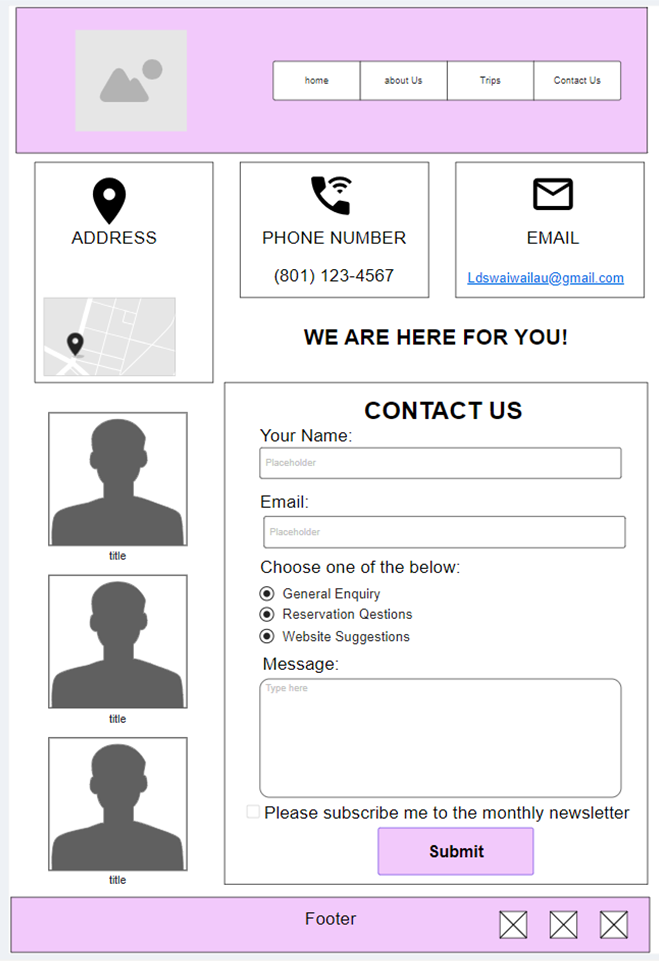 home
about Us
Trips
Contact Us
ADDRESS
PHONE NUMBER
(801) 123-4567
EMAIL
Ldswaiwailau@gmail.com
WE ARE HERE FOR YOU!
CONTACT US
Your Name:
Placeholder
Email:
Placeholder
Choose one of the below:
General Enquiry
Reservation Qestions
Website Suggestions
Message:
Type here
Please subscribe me to the monthly newsletter
Submit
title
title
title
Footer